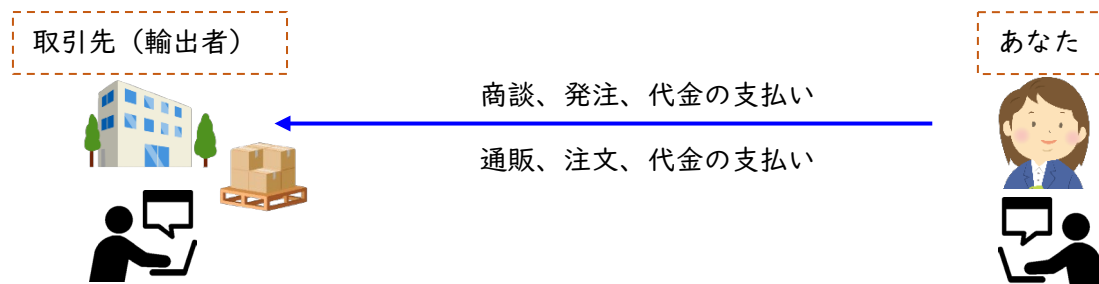 取引先（輸出者）
あなた
商談、発注、代金の支払い
通販、注文、代金の支払い